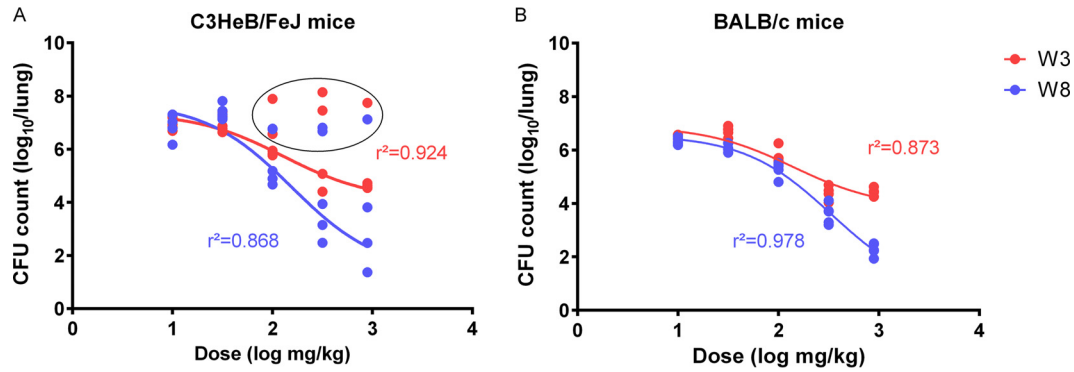 A
C3HeB/FeJ mice
CFU count (log₁₀/lung)
10
8
6
4
2
0
r²=0.924
r²=0.868
0 1 2 3 4
Dose (log mg/kg)
B
BALB/c mice
CFU count (log₁₀/lung)
10
8
6
4
2
0
r²=0.873
r²=0.978
0 1 2 3 4
Dose (log mg/kg)
W3
W8